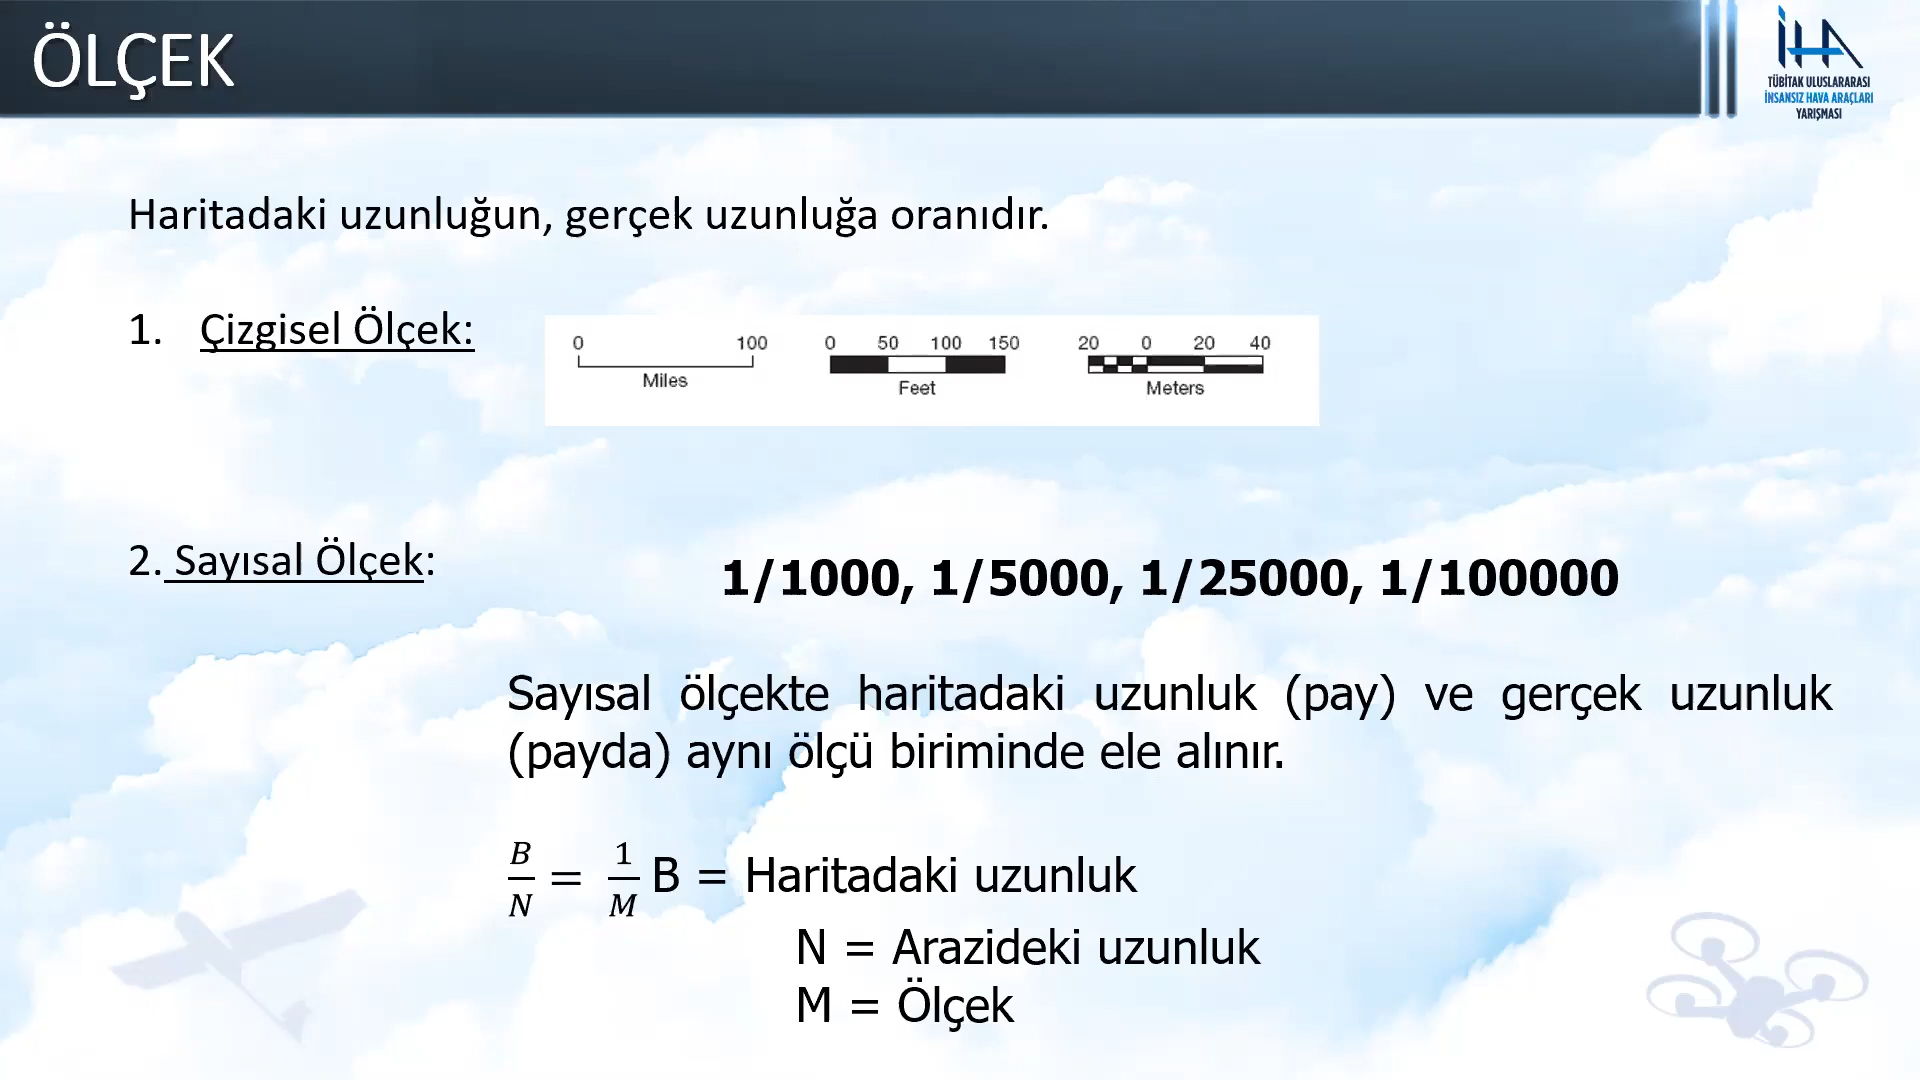 ÖLÇEK
İHA
TÜBİTAK ULUSLARARASI
İNSANSIZ HAVA ARAÇLARI
YARIŞMASI
Haritadaki uzunluğun, gerçek uzunluğa oranıdır.
1. Çizgisel Ölçek:
0 100
Miles
0 50 100 150
Feet
20 0 20 40
Meters
2. Sayısal Ölçek:
1/1000, 1/5000, 1/25000, 1/100000
Sayısal ölçekte haritadaki uzunluk (pay) ve gerçek uzunluk
(payda) aynı ölçü biriminde ele alınır.
B/N = 1/M B = Haritadaki uzunluk
N = Arazideki uzunluk
M = Ölçek